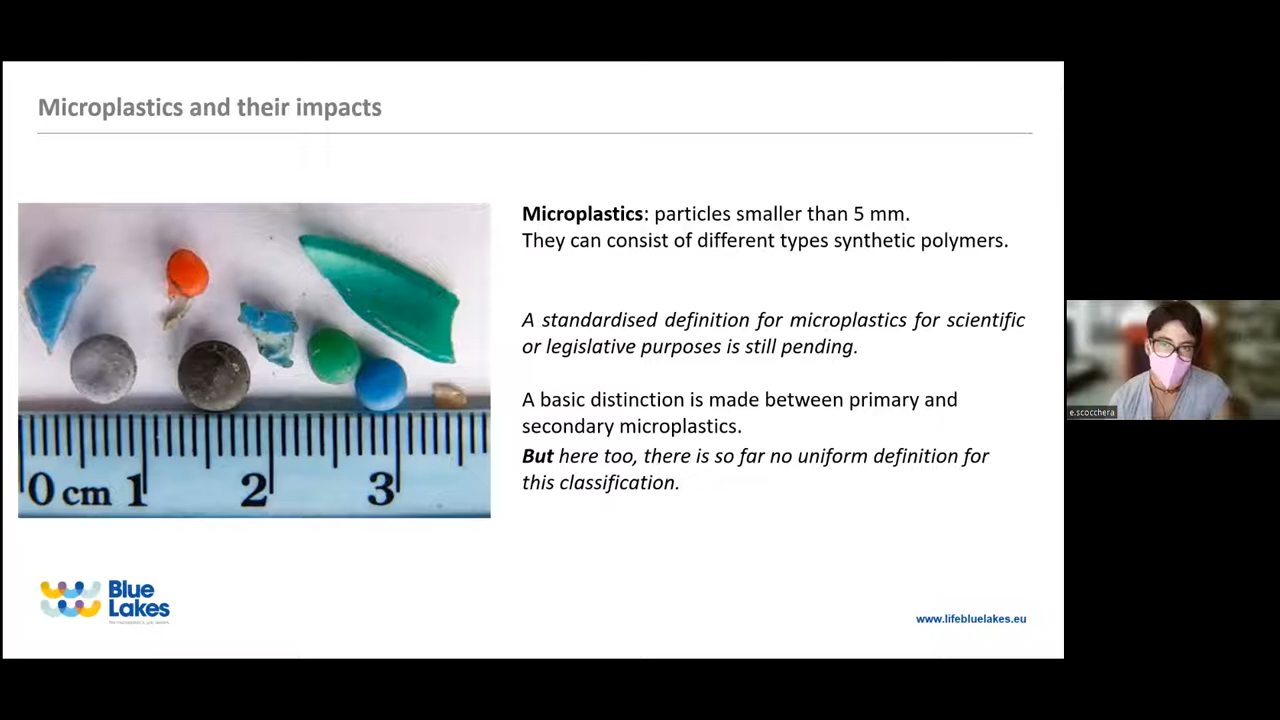 Microplastics and their impacts
Microplastics: particles smaller than 5 mm.
They can consist of different types synthetic polymers.
A standardised definition for microplastics for scientific
or legislative purposes is still pending.
A basic distinction is made between primary and
secondary microplastics.
But here too, there is so far no uniform definition for
this classification.
0 cm 1 2 3
Blue
Lakes
www.lifebluelakes.eu
e.scocchera